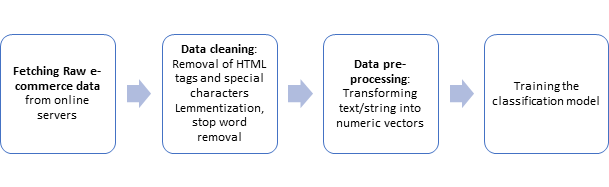 Fetching Raw e-
commerce data
from online
servers
Data cleaning:
Removal of HTML
tags and special
characters
Lemmentization,
stop word
removal
Data pre-
processing:
Transforming
text/string into
numeric vectors
Training the
classification model